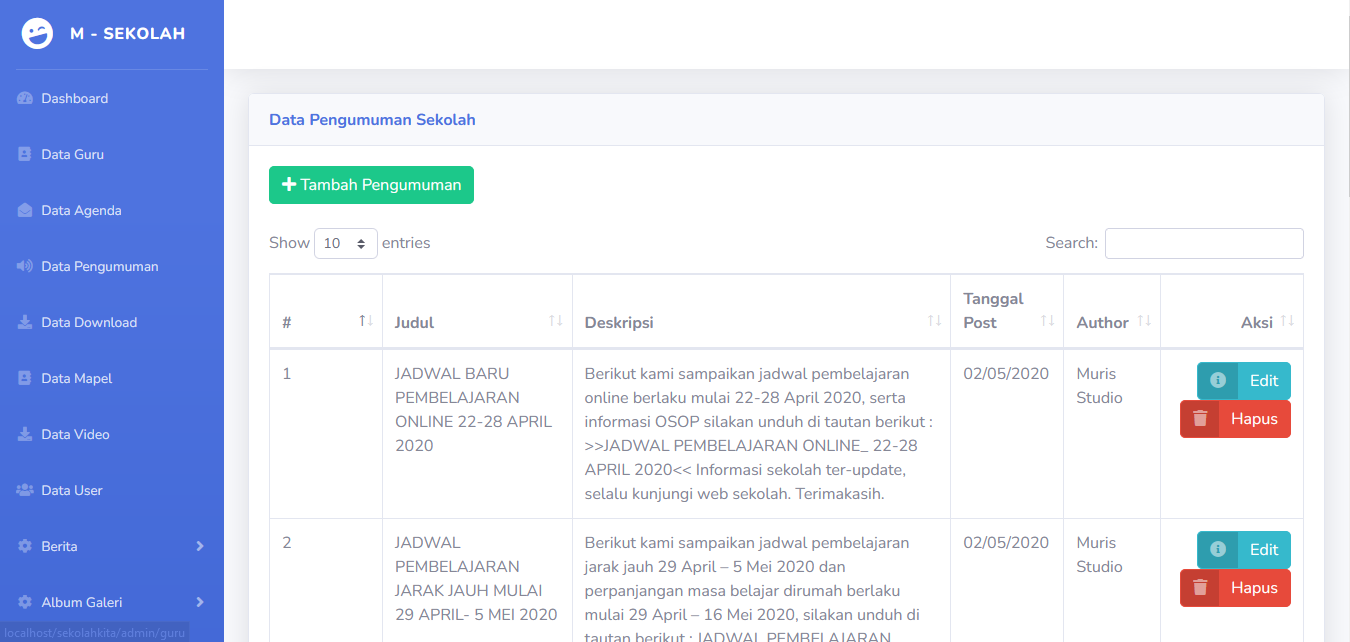 M - SEKOLAH
Dashboard
Data Guru
Data Agenda
Data Pengumuman
Data Download
Data Mapel
Data Video
Data User
Berita
Album Galeri
localhost/sekolahkita/admin/guru
Data Pengumuman Sekolah
Tambah Pengumuman
Show 10 entries
Search:
# Judul Deskripsi Tanggal Post Author Aksi
1
JADWAL BARU
PEMBELAJARAN
ONLINE 22-28 APRIL
2020
Berikut kami sampaikan jadwal pembelajaran
online berlaku mulai 22-28 April 2020, serta
informasi OSOP silakan unduh di tautan berikut :
>>JADWAL PEMBELAJARAN ONLINE_ 22-28
APRIL 2020<< Informasi sekolah ter-update,
selalu kunjungi web sekolah. Terimakasih.
02/05/2020
Muris
Studio
Edit
Hapus
2
JADWAL
PEMBELAJARAN
JARAK JAUH MULAI
29 APRIL- 5 MEI 2020
Berikut kami sampaikan jadwal pembelajaran
jarak jauh 29 April – 5 Mei 2020 dan
perpanjangan masa belajar dirumah berlaku
mulai 29 April – 16 Mei 2020, silakan unduh di
tautan berikut : JADWAL PEMBELAJARAN
02/05/2020
Muris
Studio
Edit
Hapus